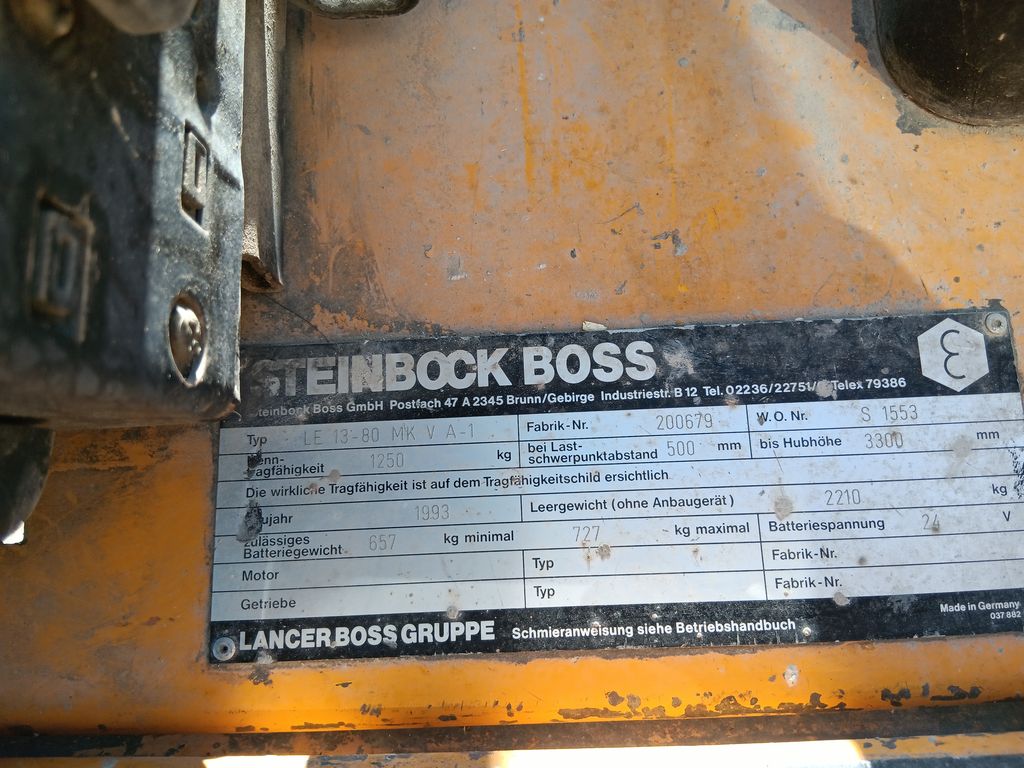 STEINBOCK BOSS
Steinbock Boss GmbH Postfach 47 A 2345 Brunn/Gebirge Industriestr. B 12 Tel. 02236/22751/ Telex 79386
Typ LE 13-80 MK V A-1 Fabrik-Nr. 200679 W.O. Nr. S 1553
Nenn-tragfähigkeit 1250 kg bei Last-schwerpunktabstand 500 mm bis Hubhöhe 3300 mm
Die wirkliche Tragfähigkeit ist auf dem Tragfähigkeitschild ersichtlich
Baujahr 1993 Leergewicht (ohne Anbaugerät) 2210 kg
zulässiges Batteriegewicht 657 kg minimal 727 kg maximal Batteriespannung 24 V
Motor Typ Fabrik-Nr.
Getriebe Typ Fabrik-Nr.
LANCER BOSS GRUPPE Schmieranweisung siehe Betriebshandbuch
Made in Germany
037 882